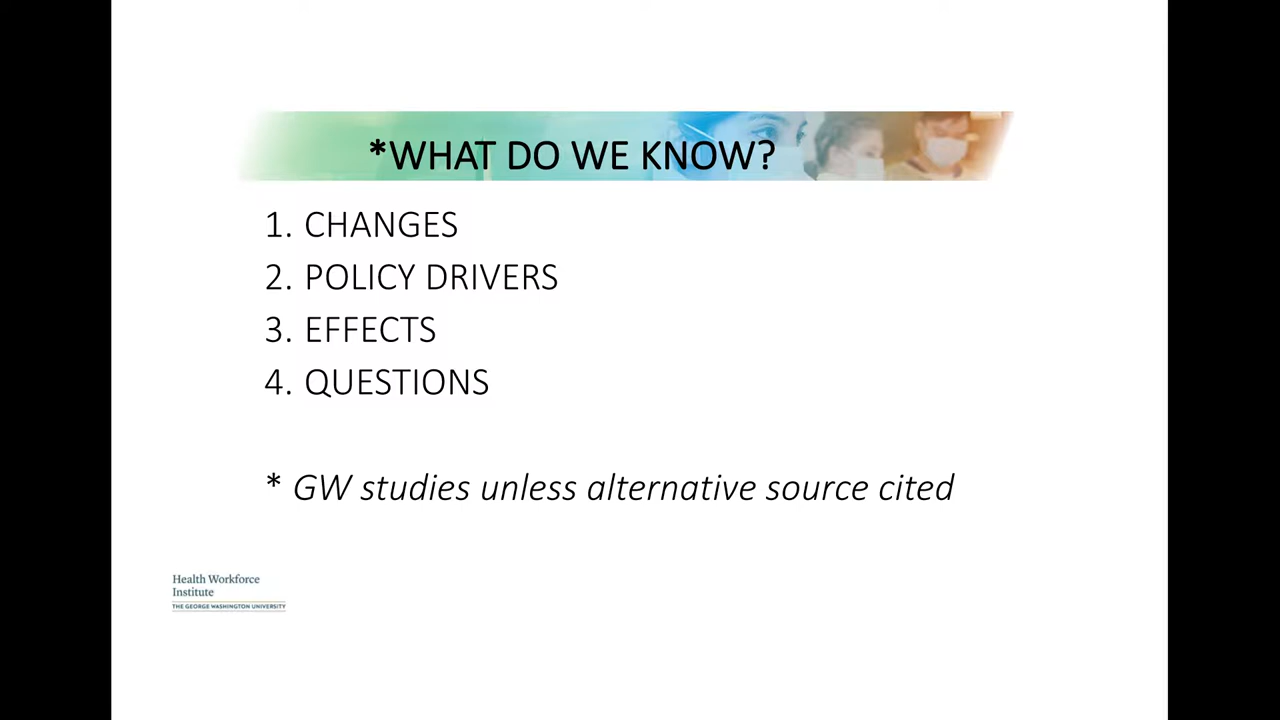 *WHAT DO WE KNOW?
1. CHANGES
2. POLICY DRIVERS
3. EFFECTS
4. QUESTIONS
* GW studies unless alternative source cited
Health Workforce
Institute
THE GEORGE WASHINGTON UNIVERSITY